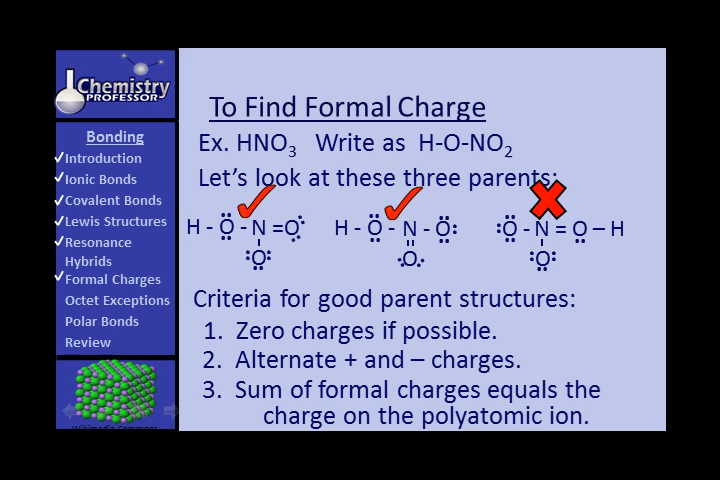 Chemistry
PROFESSOR
Bonding
✓Introduction
✓Ionic Bonds
✓Covalent Bonds
✓Lewis Structures
✓Resonance
Hybrids
✓Formal Charges
Octet Exceptions
Polar Bonds
Review
Wikimedia Commons
To Find Formal Charge
Ex. HNO₃ Write as H-O-NO₂
Let's look at these three parents:
H - O - N =O H - O - N - O O - N = O – H
O O O
Criteria for good parent structures:
1. Zero charges if possible.
2. Alternate + and – charges.
3. Sum of formal charges equals the
charge on the polyatomic ion.